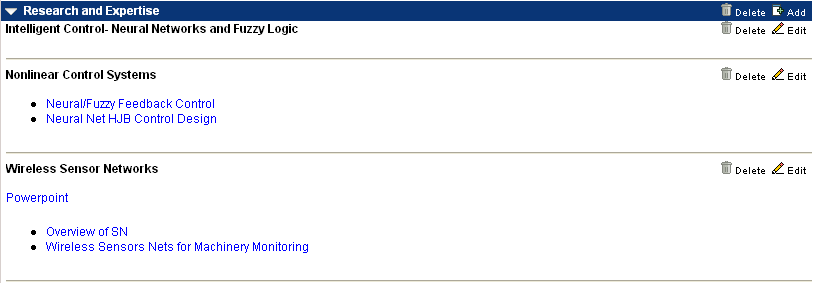 Research and Expertise Delete Add
Intelligent Control- Neural Networks and Fuzzy Logic Delete Edit
Nonlinear Control Systems Delete Edit
Neural/Fuzzy Feedback Control
Neural Net HJB Control Design
Wireless Sensor Networks Delete Edit
Powerpoint
Overview of SN
Wireless Sensors Nets for Machinery Monitoring